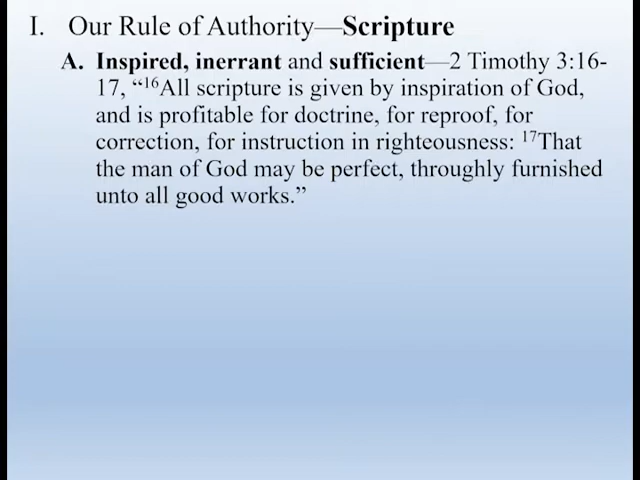 I. Our Rule of Authority—Scripture
A. Inspired, inerrant and sufficient—2 Timothy 3:16-
17, “16All scripture is given by inspiration of God,
and is profitable for doctrine, for reproof, for
correction, for instruction in righteousness: 17That
the man of God may be perfect, throughly furnished
unto all good works.”